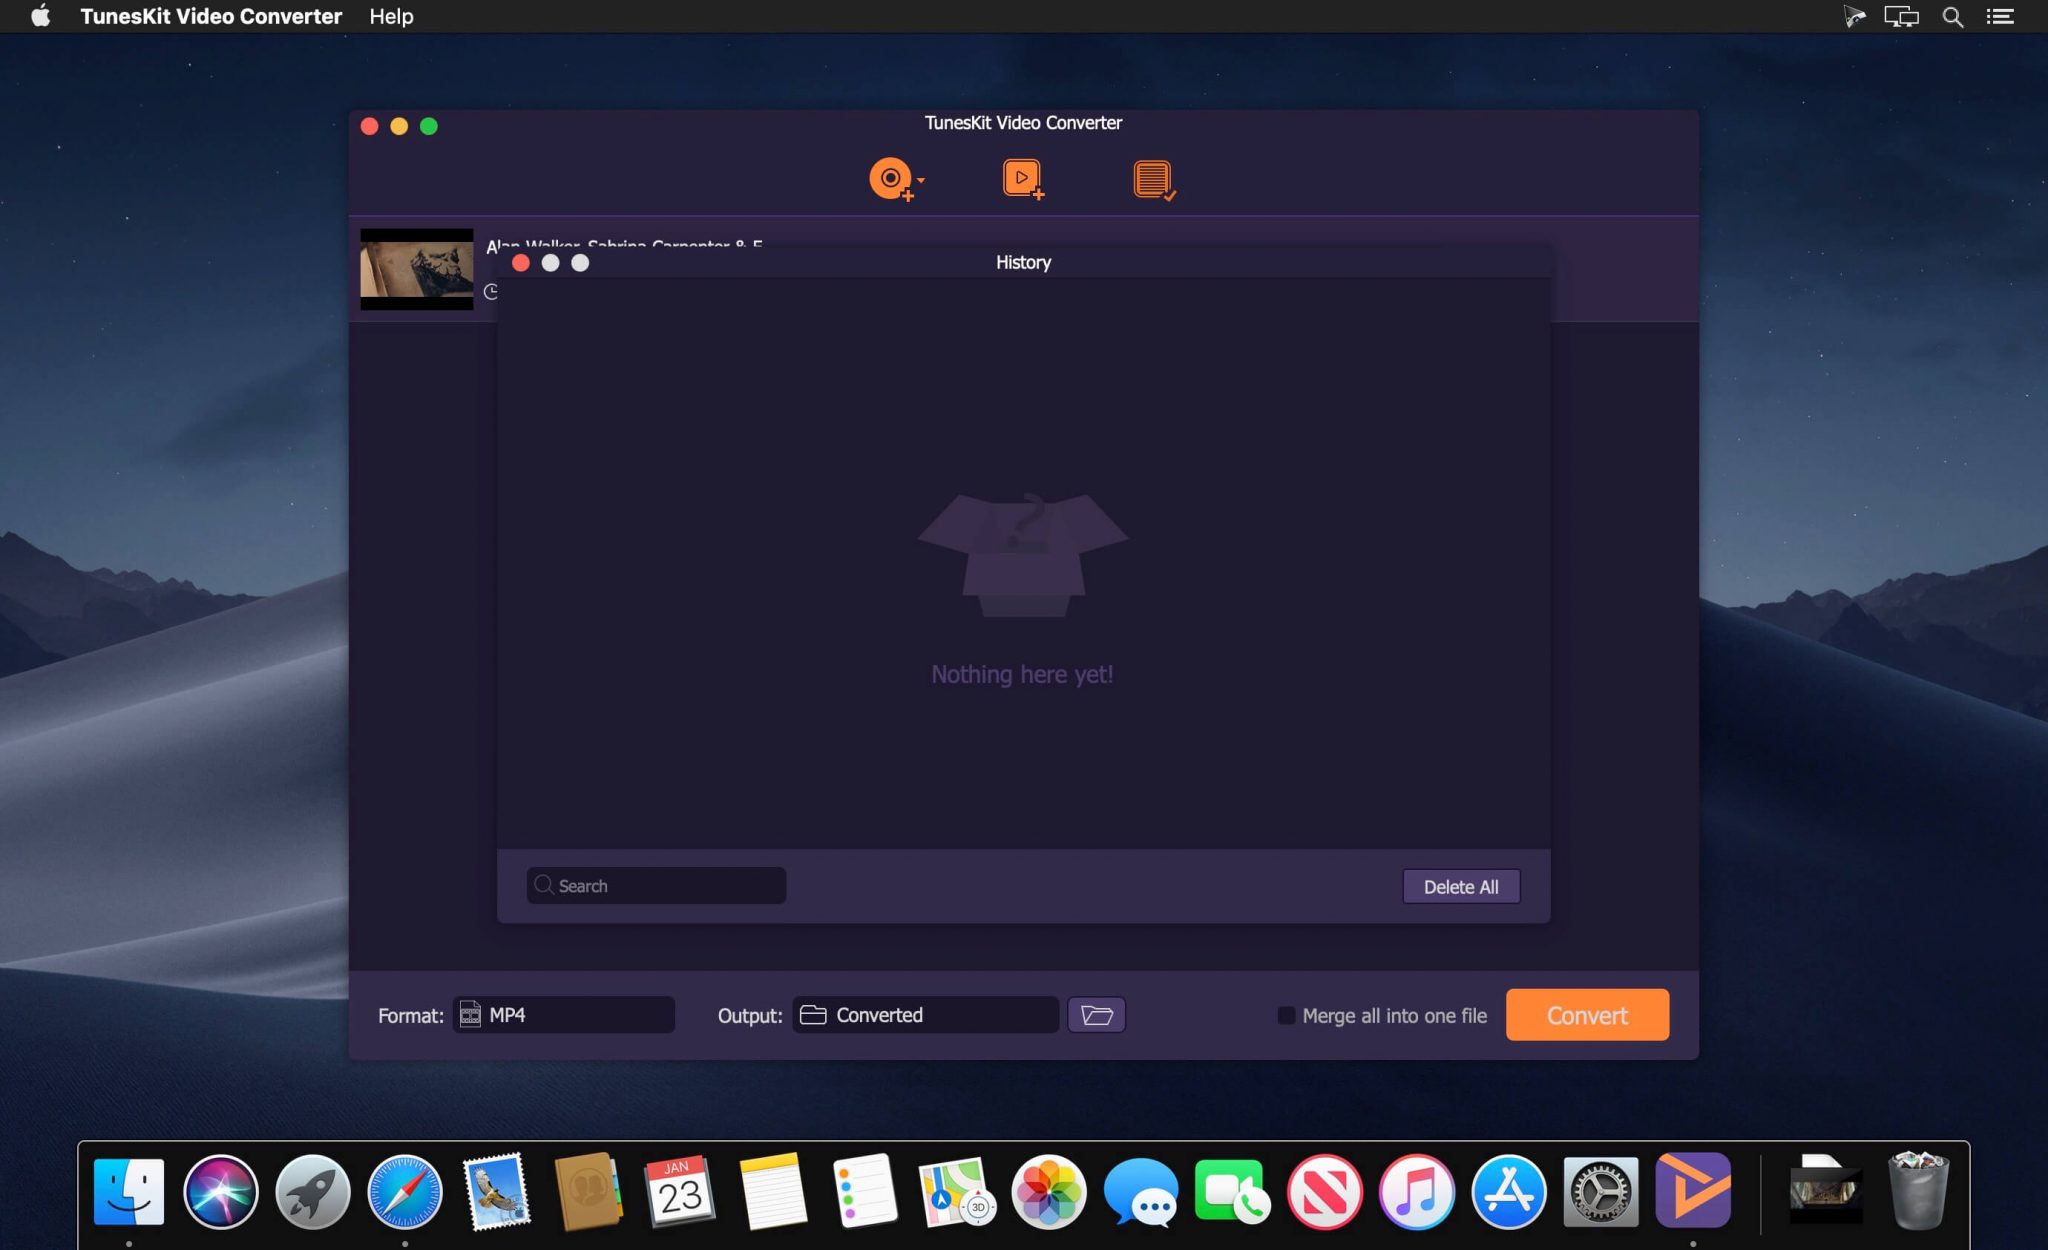 TunesKit Video Converter Help
TunesKit Video Converter
Alan Walker, Sabrina Carpenter & F
History
Nothing here yet!
Search
Delete All
Format: MP4
Output: Converted
Merge all into one file
Convert
JAN
23
3D